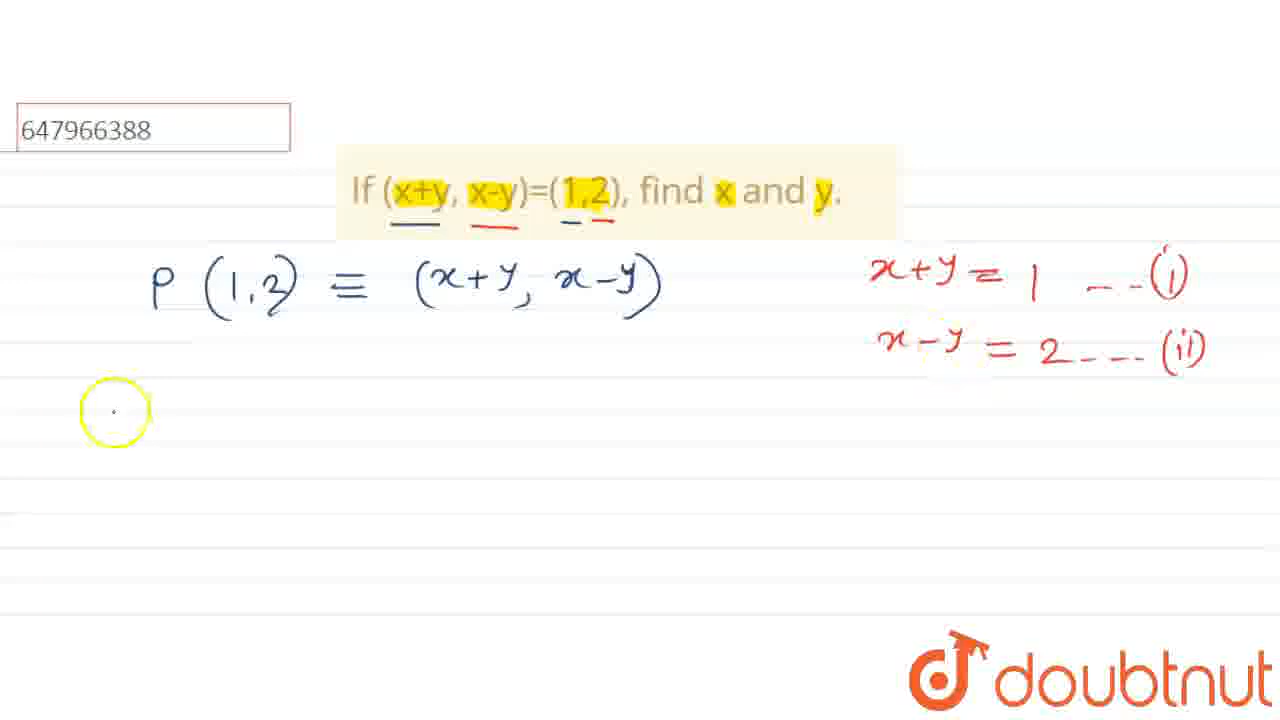 647966388
If (x+y, x-y)=(1,2), find x and y.
P (1,2) ≡ (x+y, x-y)
x+y = 1 ---(i)
x-y = 2 ---- (ii)
doubtnut